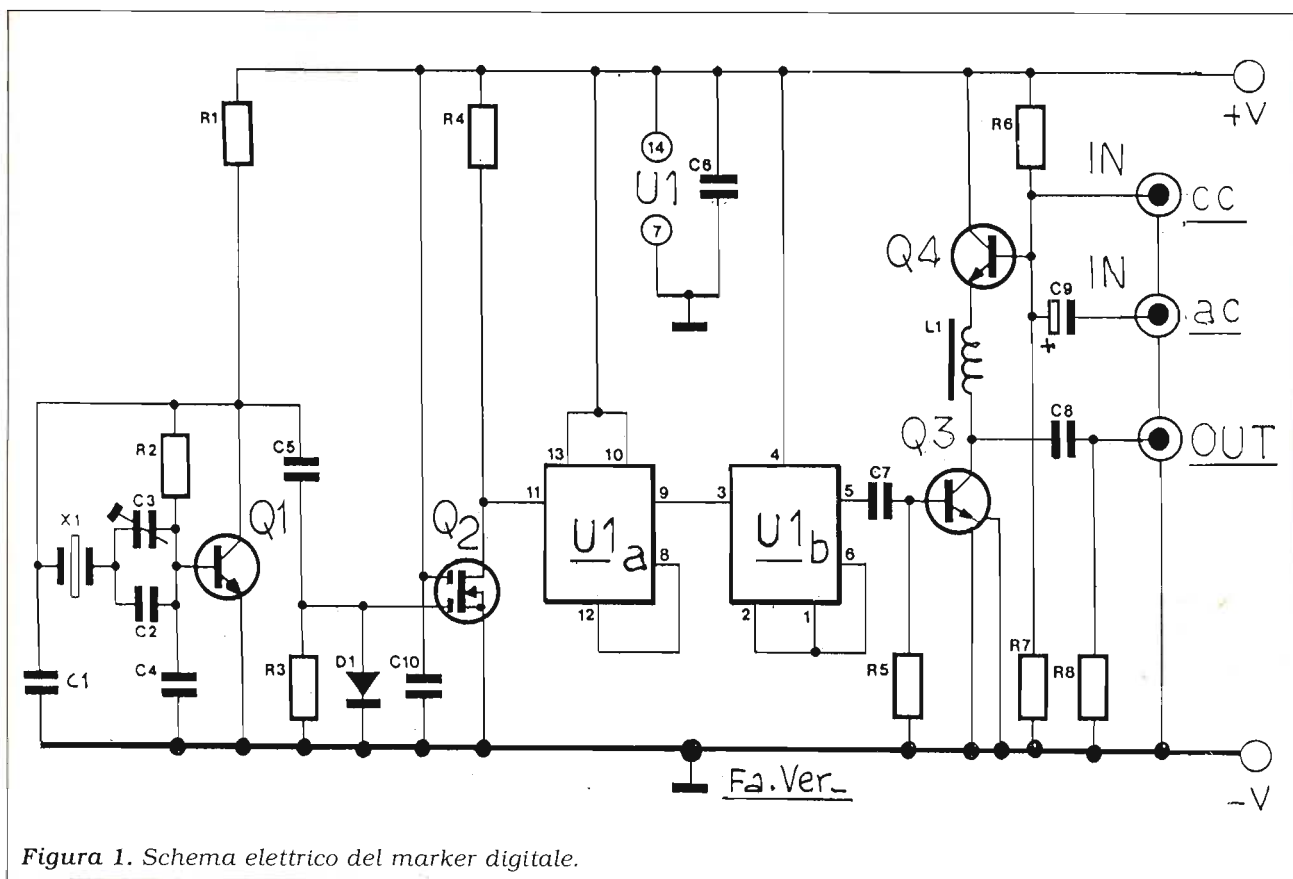 R1
R4
R6
+V
IN
cc
14
U1
7
C6
Q4
IN
ac
C9
+
L1
R2
C5
C3
X1
Q1
Q2
C2
C4
C1
R3
D1
C10
13 10
11 9
U1a
8
12
4
3 5
U1b
6
2 1
C7
Q3
C8
OUT
R5
R7
R8
Fa.Ver_
-V
Figura 1. Schema elettrico del marker digitale.